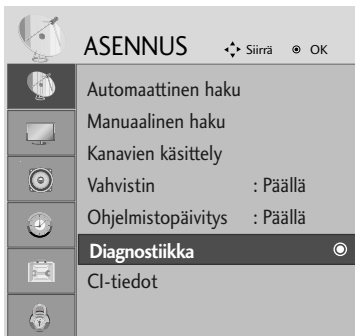 ASENNUS Siirrä OK
Automaattinen haku
Manuaalinen haku
Kanavien käsittely
Vahvistin : Päällä
Ohjelmistopäivitys : Päällä
Diagnostiikka
CI-tiedot